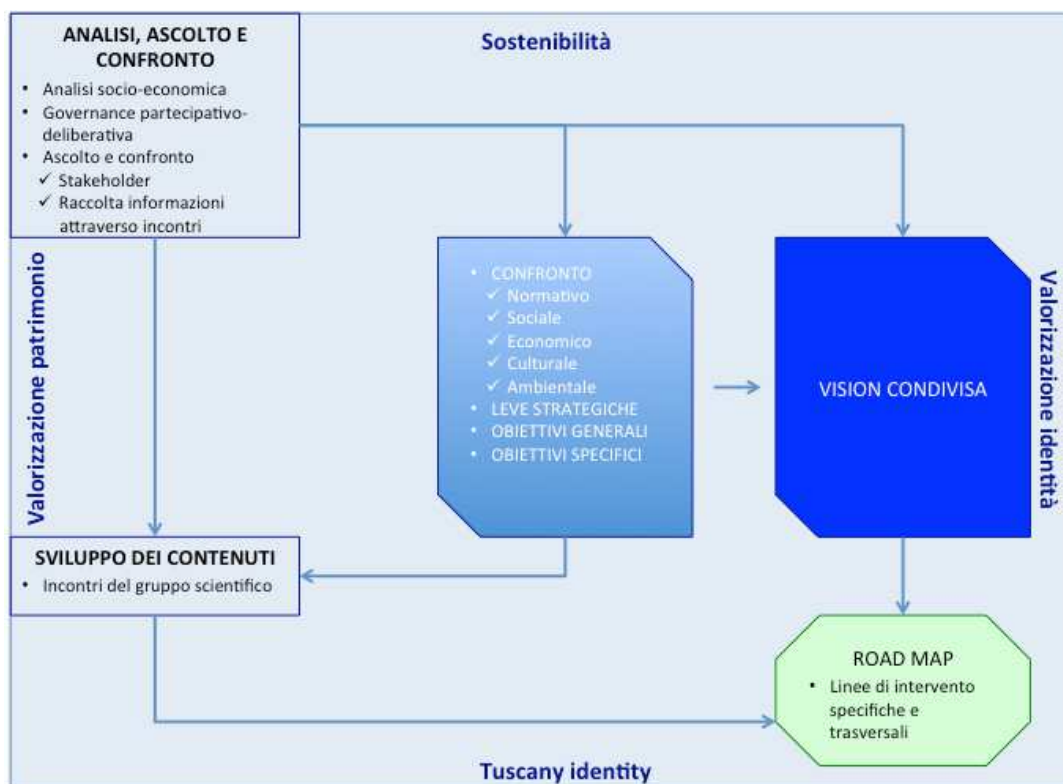 ANALISI, ASCOLTO E
CONFRONTO
• Analisi socio-economica
• Governance partecipativo-
deliberativa
• Ascolto e confronto
✓ Stakeholder
✓ Raccolta informazioni
attraverso incontri
Sostenibilità
Valorizzazione patrimonio
• CONFRONTO
✓ Normativo
✓ Sociale
✓ Economico
✓ Culturale
✓ Ambientale
• LEVE STRATEGICHE
• OBIETTIVI GENERALI
• OBIETTIVI SPECIFICI
VISION CONDIVISA
Valorizzazione identità
SVILUPPO DEI CONTENUTI
• Incontri del gruppo scientifico
ROAD MAP
• Linee di intervento
specifiche e
trasversali
Tuscany identity